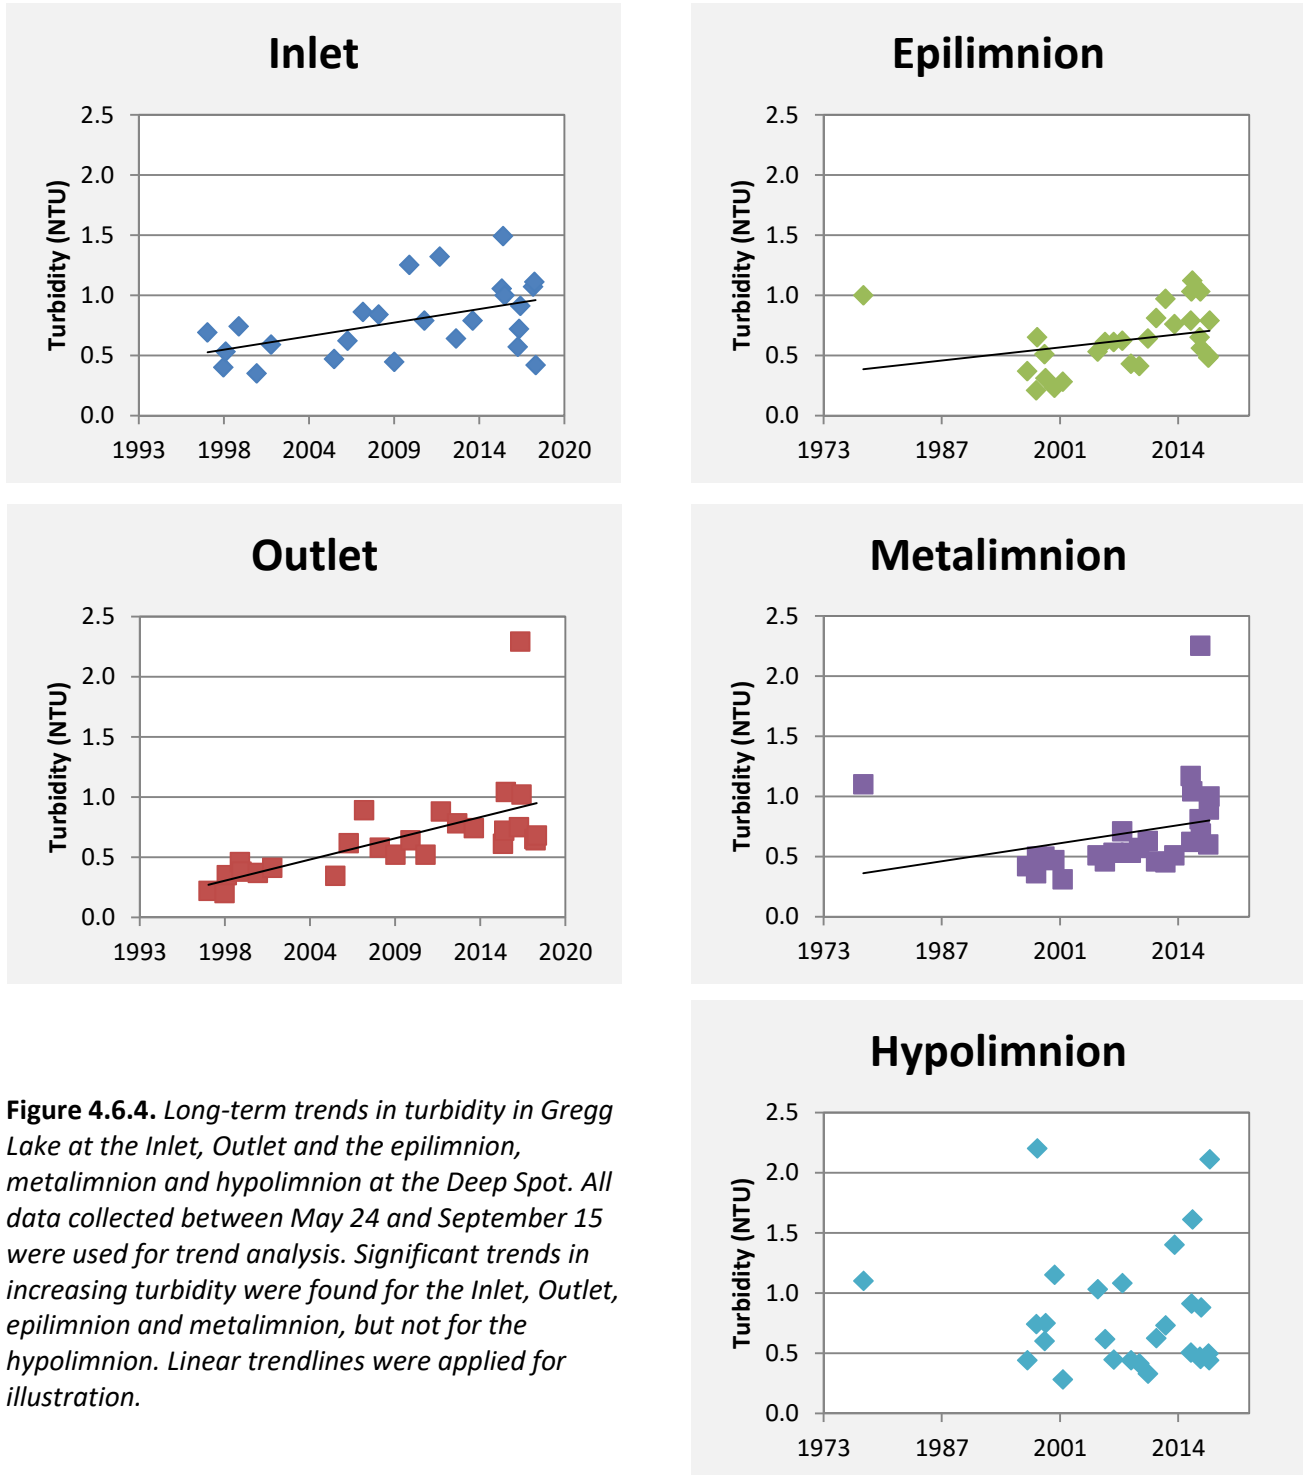 Inlet
2.5
2.0
1.5
1.0
0.5
0.0
Turbidity (NTU)
1993 1998 2004 2009 2014 2020
Epilimnion
2.5
2.0
1.5
1.0
0.5
0.0
Turbidity (NTU)
1973 1987 2001 2014
Outlet
2.5
2.0
1.5
1.0
0.5
0.0
Turbidity (NTU)
1993 1998 2004 2009 2014 2020
Metalimnion
2.5
2.0
1.5
1.0
0.5
0.0
Turbidity (NTU)
1973 1987 2001 2014
Hypolimnion
2.5
2.0
1.5
1.0
0.5
0.0
Turbidity (NTU)
1973 1987 2001 2014
Figure 4.6.4. Long-term trends in turbidity in Gregg
Lake at the Inlet, Outlet and the epilimnion,
metalimnion and hypolimnion at the Deep Spot. All
data collected between May 24 and September 15
were used for trend analysis. Significant trends in
increasing turbidity were found for the Inlet, Outlet,
epilimnion and metalimnion, but not for the
hypolimnion. Linear trendlines were applied for
illustration.